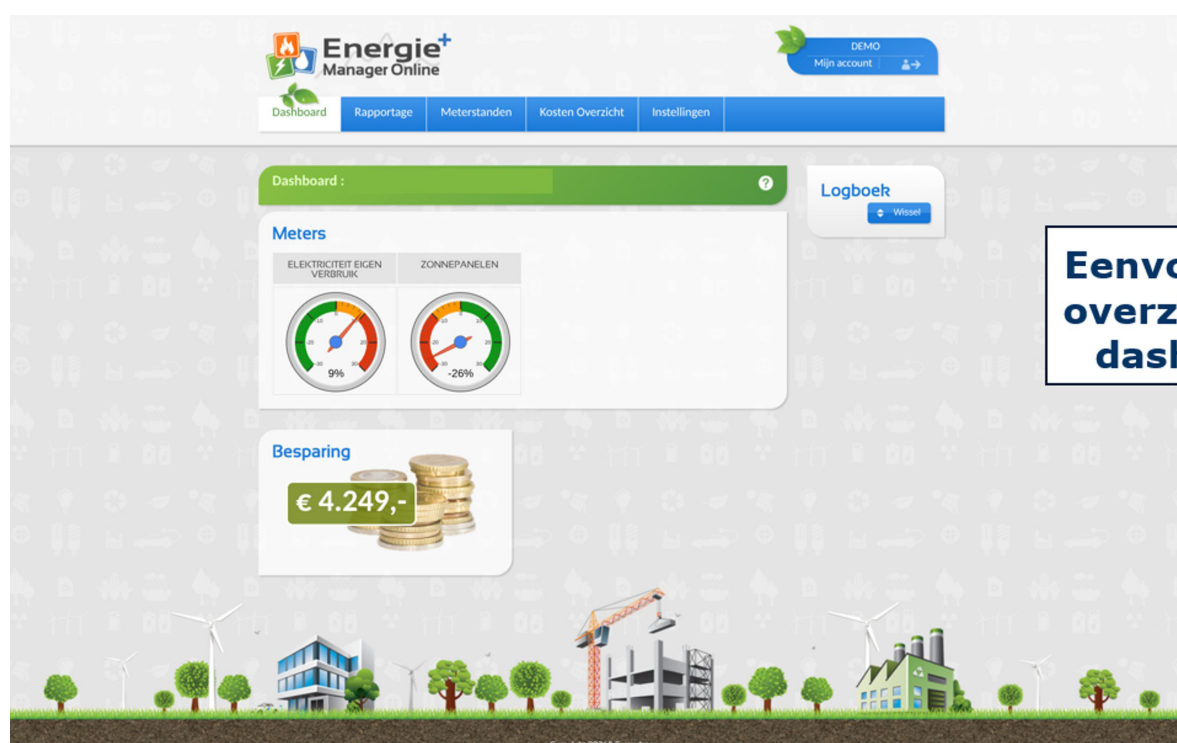 Energie+
Manager Online
DEMO
Mijn account
Dashboard
Rapportage
Meterstanden
Kosten Overzicht
Instellingen
Dashboard :
?
Logboek
Wissel
Meters
ELEKTRICITEIT EIGEN
VERBRUIK
ZONNEPANELEN
9%
-26%
Besparing
€ 4.249,-
Eenvo
overz
dash